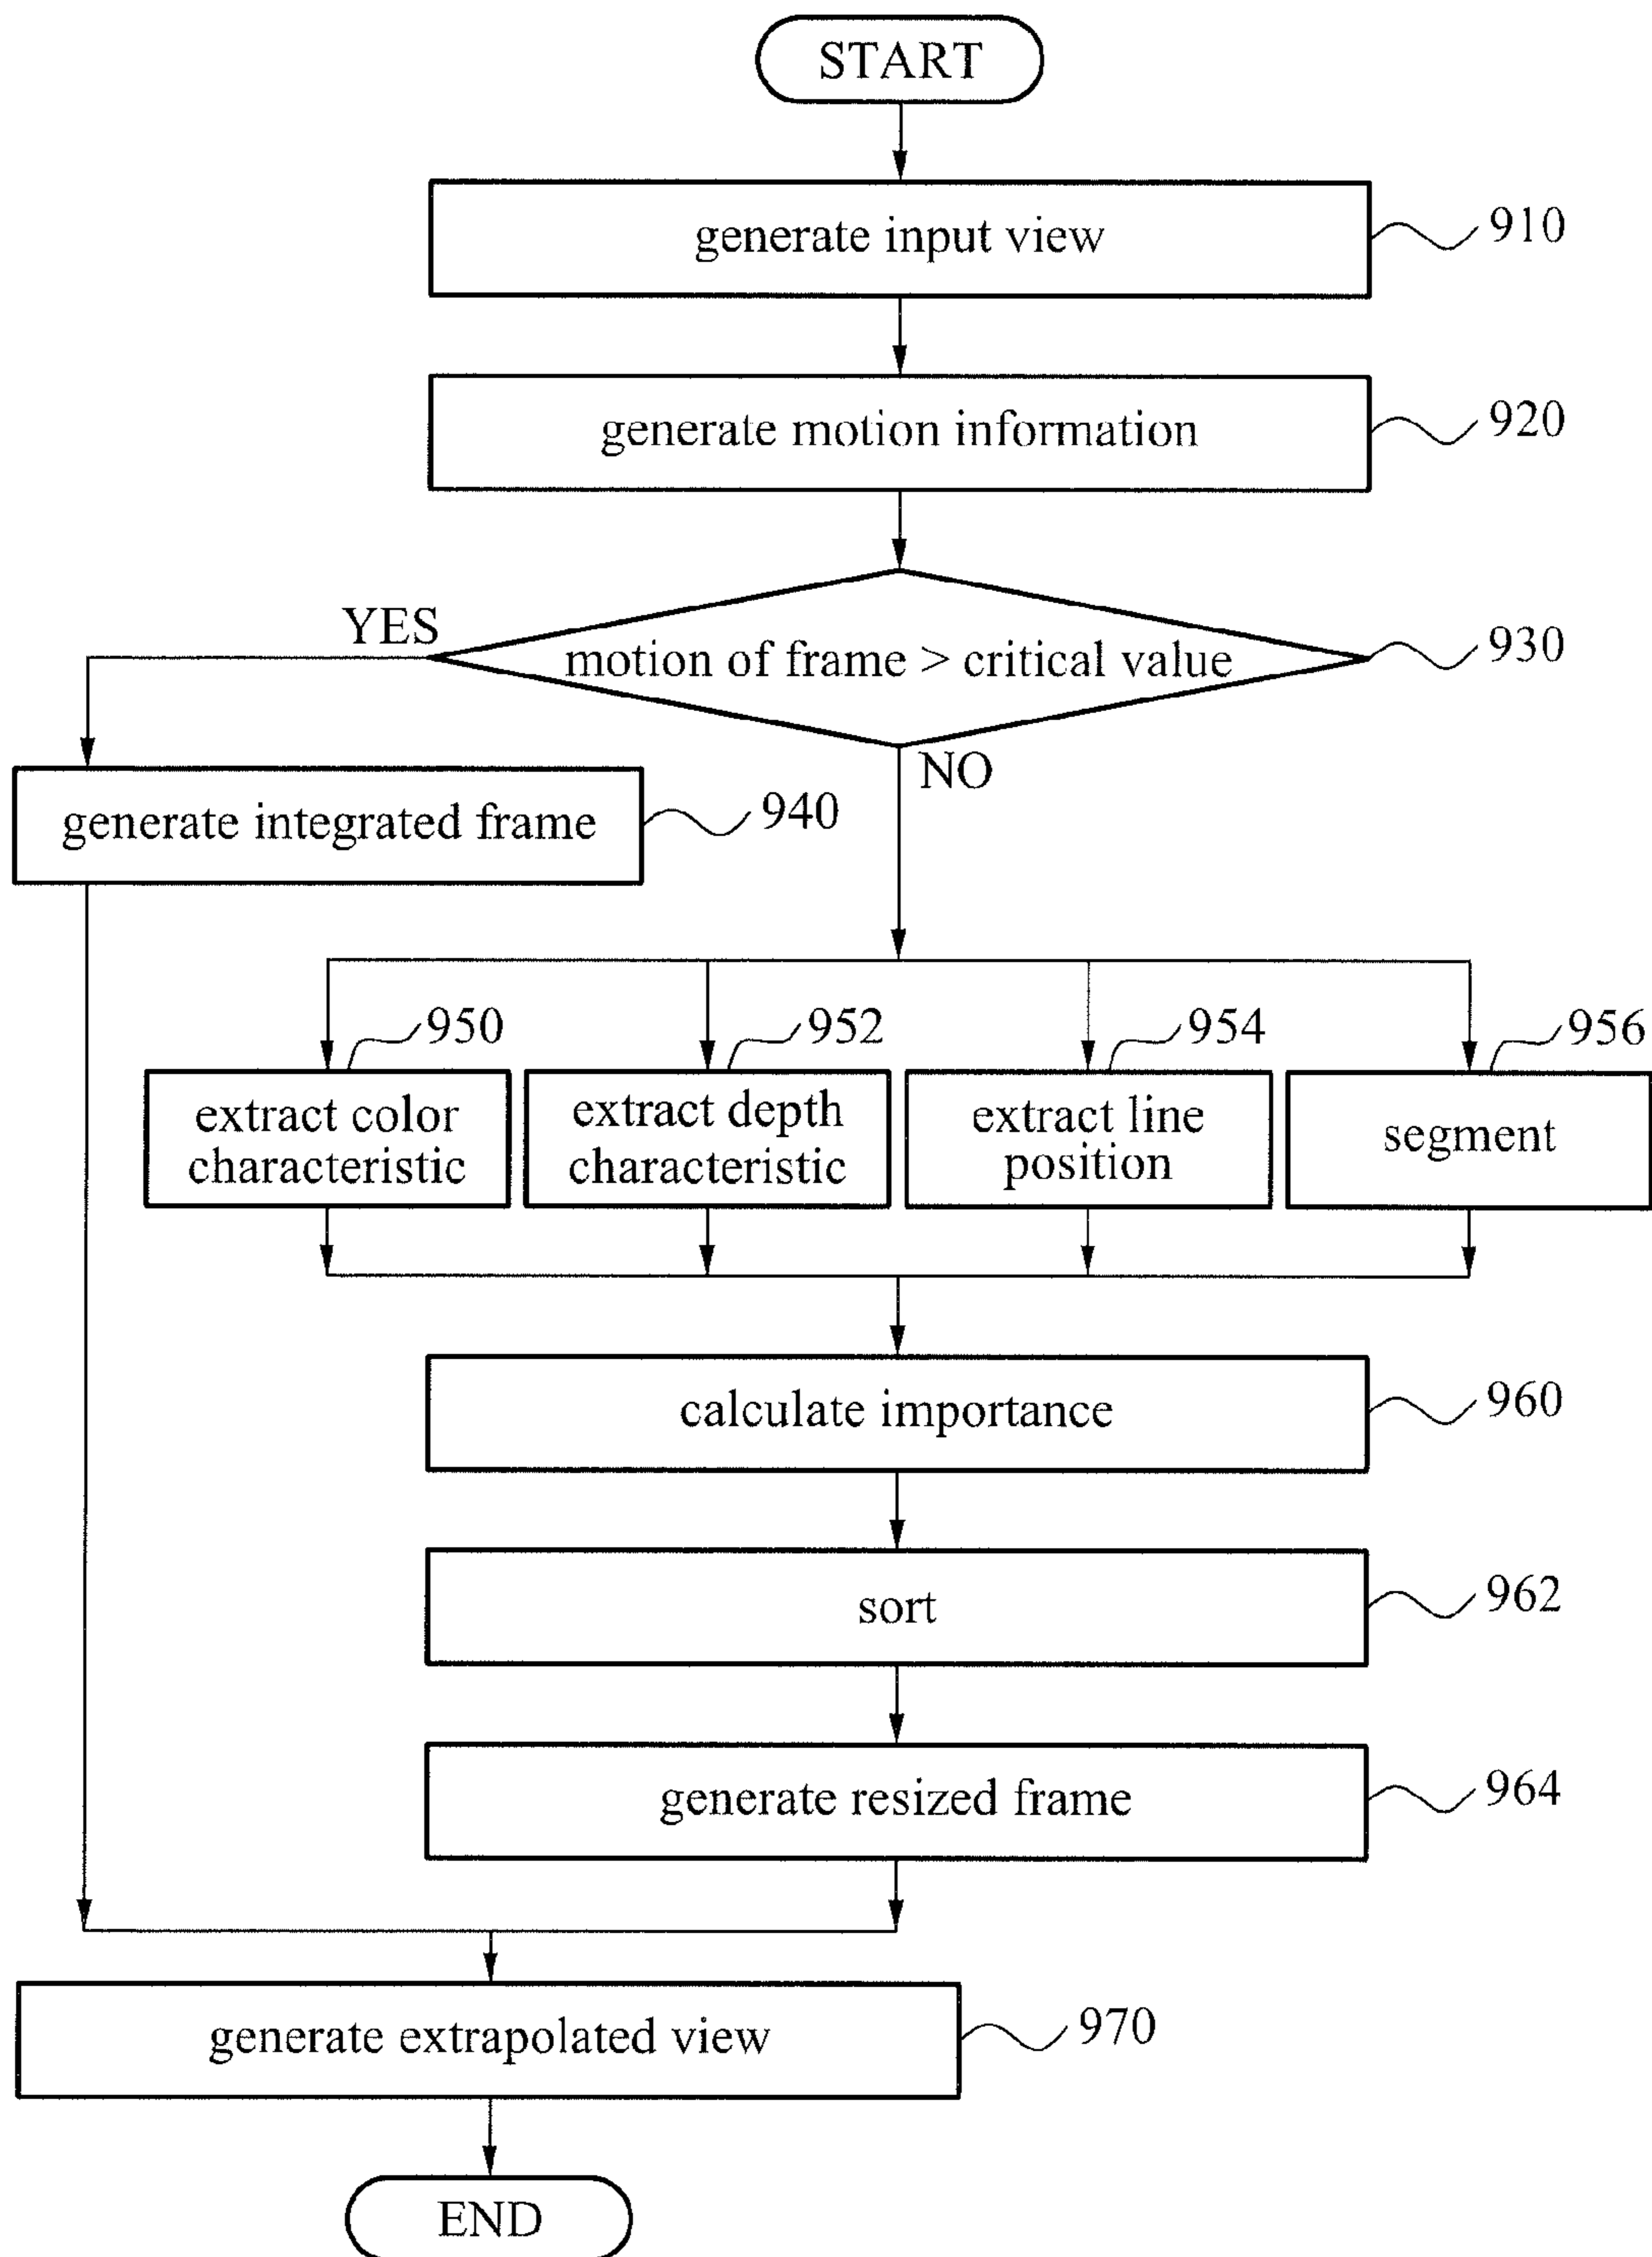 START
generate input view
910
generate motion information
920
YES
motion of frame > critical value
930
NO
generate integrated frame
940
950
952
954
956
extract color
characteristic
extract depth
characteristic
extract line
position
segment
calculate importance
960
sort
962
generate resized frame
964
generate extrapolated view
970
END